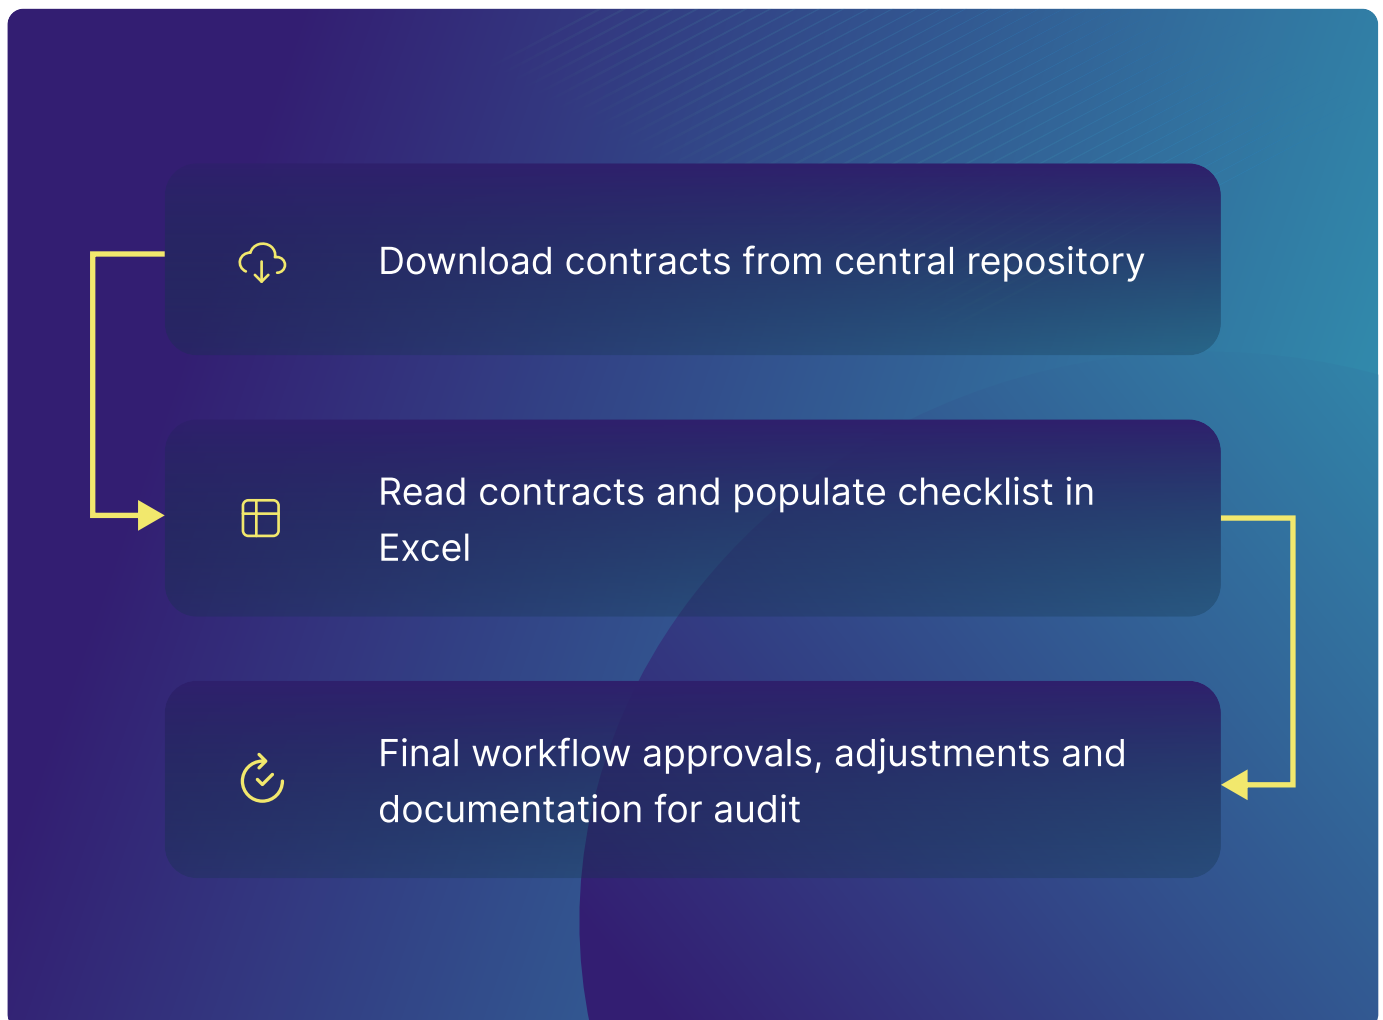 Download contracts from central repository
Read contracts and populate checklist in
Excel
Final workflow approvals, adjustments and
documentation for audit